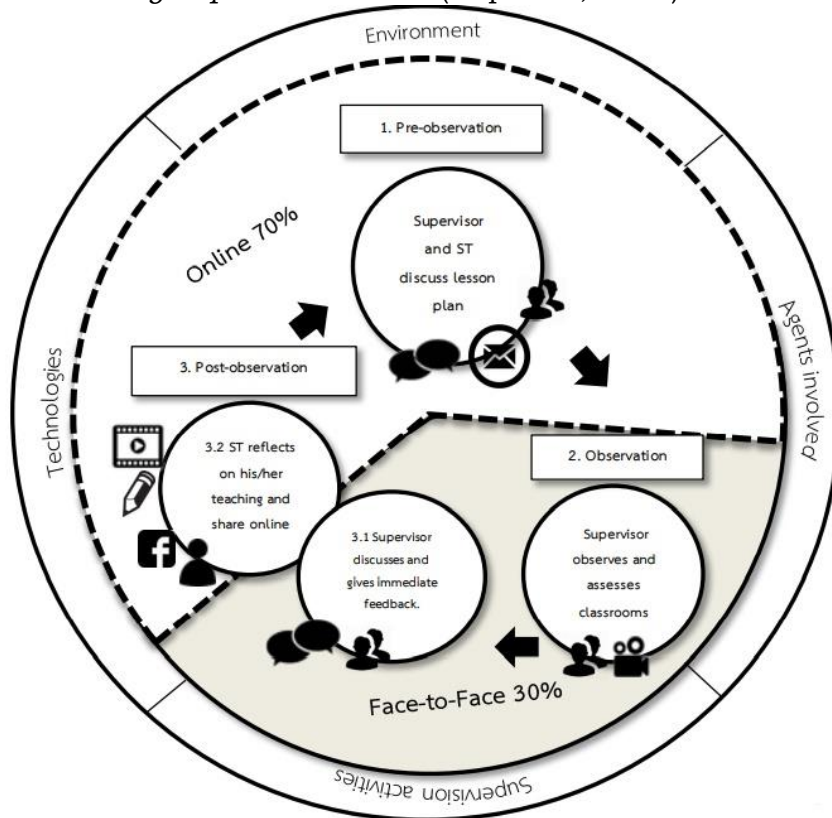 Environment
1. Pre-observation
Online 70%
Supervisor
and ST
discuss lesson
plan
Agents involved
Technologies
3. Post-observation
3.2 ST reflects
on his/her
teaching and
share online
2. Observation
3.1 Supervisor
discusses and
gives immediate
feedback.
Supervisor
observes and
assesses
classrooms
Face-to-Face 30%
Supervision activities